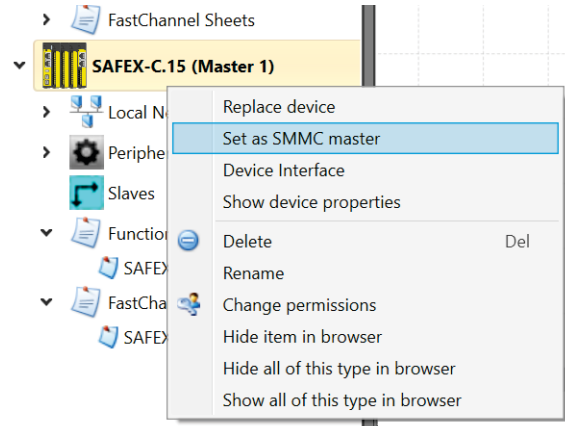 FastChannel Sheets
SAFEX-C.15 (Master 1)
Local N
Replace device
Set as SMMC master
Periphe
Device Interface
Slaves
Show device properties
Functio
Delete Del
SAFEX
Rename
FastCha
Change permissions
SAFEX
Hide item in browser
Hide all of this type in browser
Show all of this type in browser